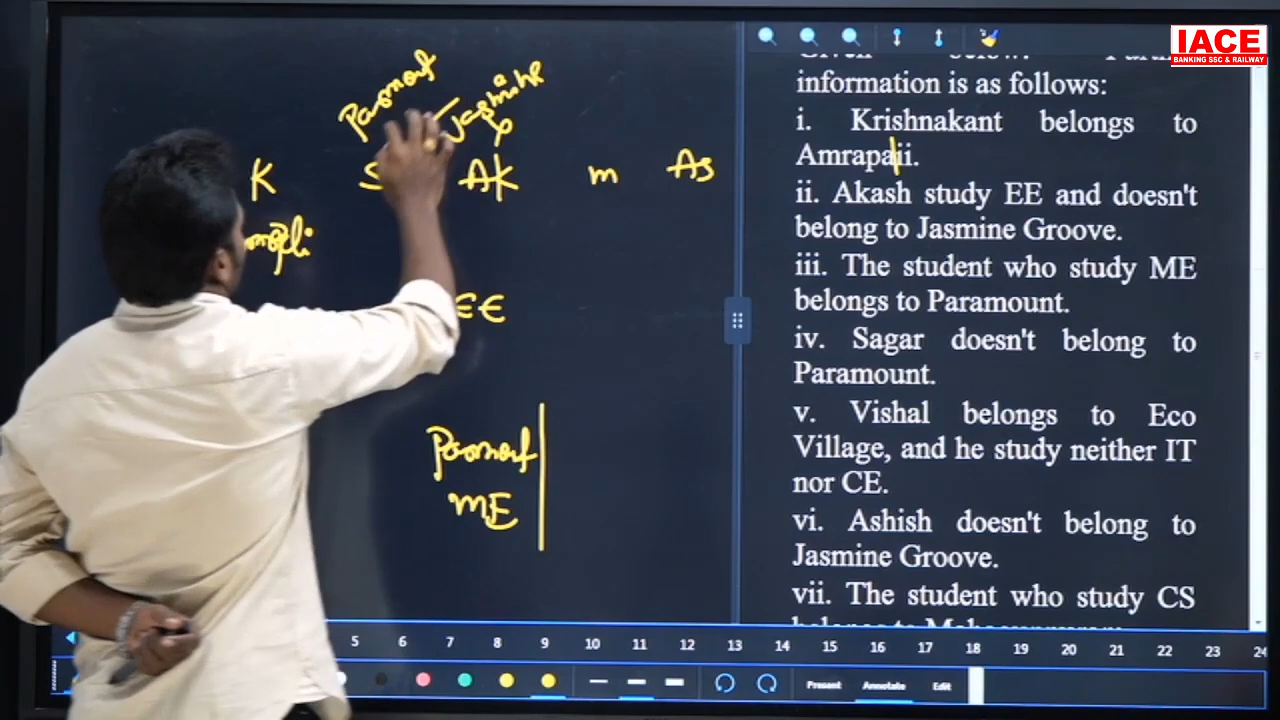 IACE
BANKING SSC & RAILWAY
information is as follows:
i. Krishnakant belongs to
Amrapaii.
ii. Akash study EE and doesn't
belong to Jasmine Groove.
iii. The student who study ME
belongs to Paramount.
iv. Sagar doesn't belong to
Paramount.
v. Vishal belongs to Eco
Village, and he study neither IT
nor CE.
vi. Ashish doesn't belong to
Jasmine Groove.
vii. The student who study CS
K S AK m As
EE
ME
5 6 7 8 9 10 11 12 13 14 15 16 17 18 19 20 21 22 23 24
Present Annotate Edit